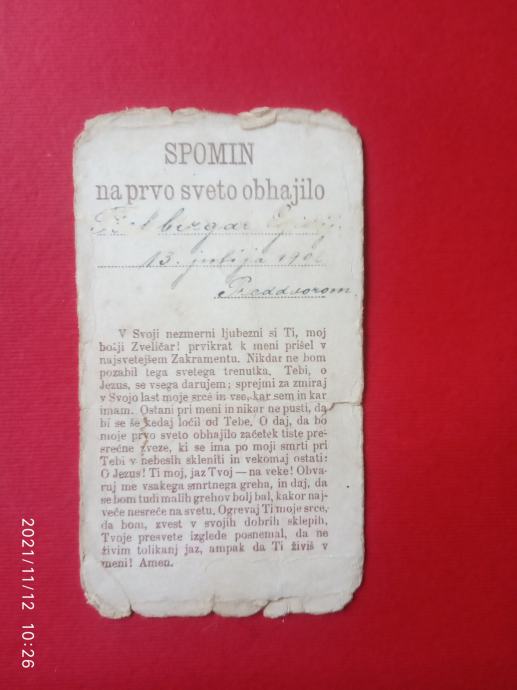 SPOMIN
na prvo sveto obhajilo
13. julija
Preddvorom.
V Svoji nezmerni ljubezni si Ti, moj
božji Zveličar! prvikrat k meni prišel v
najsvetejšem Zakramentu. Nikdar ne bom
pozabil tega svetega trenutka. Tebi, o
Jezus, se vsega darujem; sprejmi za zmiraj
v Svojo last moje srce in vse, kar sem in kar
imam. Ostani pri meni in nikar ne pusti, da
bi se še kedaj ločil od Tebe. O daj, da bo
moje prvo sveto obhajilo začetek tiste pre-
srečne zveze, ki se ima po moji smrti pri
Tebi v nebesih skleniti in vekomaj ostati:
O Jezus! Ti moj, jaz Tvoj — na veke! Obva-
ruj me vsakega smrtnega greha, in daj, da
se bom tudi malih grehov bolj bal, kakor naj-
veče nesreče na svetu. Ogrevaj Ti moje srce,
da bom, zvest v svojih dobrih sklepih,
Tvoje presvete izglede posnemal, da ne
živim tolikanj jaz, ampak da Ti živiš v
meni! Amen.
2021/11/12 10:26